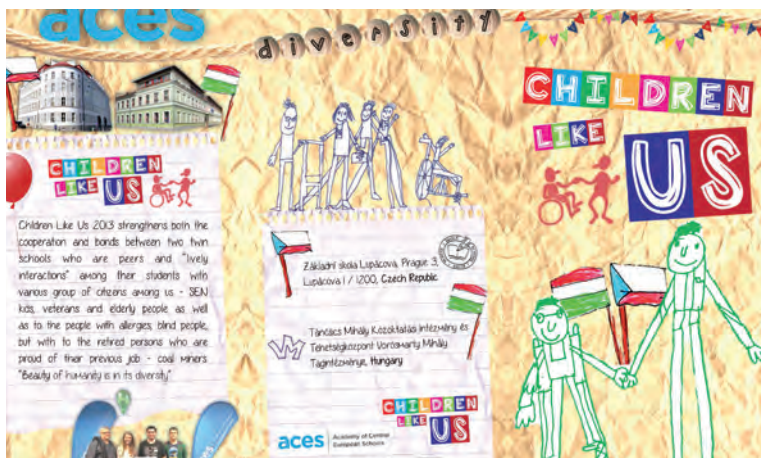 aces
diversity
CHILDREN
LIKE
US
CHILDREN
LIKE US
Children Like Us 2013 strengthens both the
cooperation and bonds between two twin
schools who are peers and "lively
interactions" among their students with
various group of citizens among us - SEN
kids, veterans and elderly people as well
as to the people with allergies, blind people,
but with to the retired persons who are
proud of their previous job - coal miners.
"Beauty of humanity is in its diversity"
Základní škola Lupáčova, Prague 3,
Lupáčova 1 / 1200, Czech Republic
VM
Táncsics Mihály Közoktatási Intézmény és
Tehetségközpont Vörösmarty Mihály
Tagintézménye, Hungary
CHILDREN
LIKE US
aces
Academy of Central
European Schools